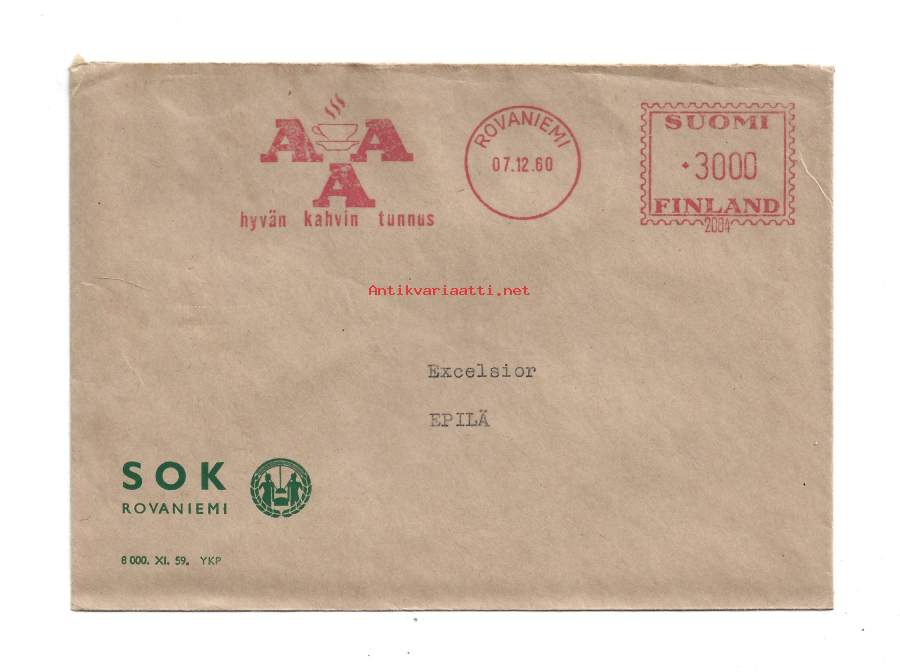 A A
A
hyvän kahvin tunnus
ROVANIEMI
07.12.60
SUOMI
3000
FINLAND
2084
Antikvariaatti.net
Excelsior
EPILÄ
SOK
ROVANIEMI
8 000. XI. 59. YKP